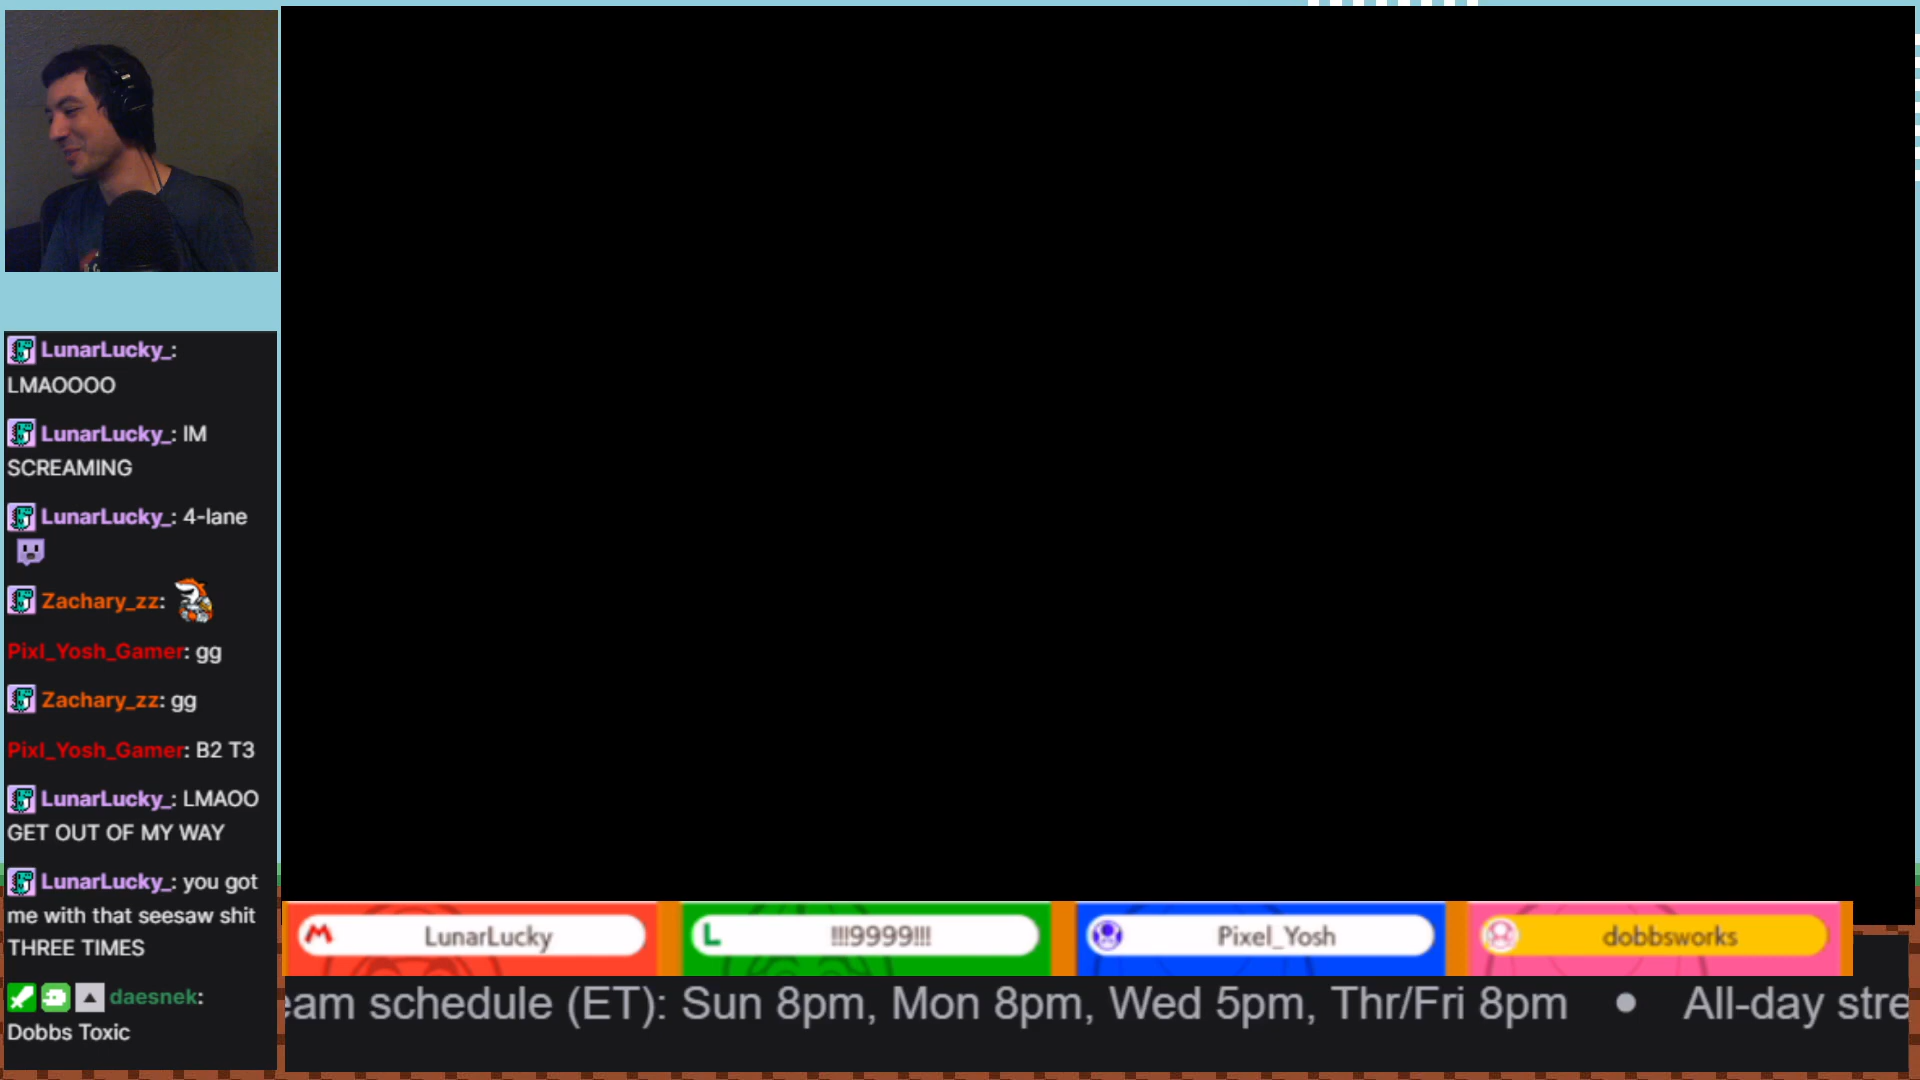 LunarLucky_:
LMAOOOO
LunarLucky_: IM
SCREAMING
LunarLucky_: 4-lane
Zachary_zz:
Pixl_Yosh_Gamer: gg
Zachary_zz: gg
Pixl_Yosh_Gamer: B2 T3
LunarLucky_: LMAOO
GET OUT OF MY WAY
LunarLucky_: you got
me with that seesaw shit
THREE TIMES
daesnek:
Dobbs Toxic
M LunarLucky
L !!!9999!!!
Pixel_Yosh
dobbsworks
eam schedule (ET): Sun 8pm, Mon 8pm, Wed 5pm, Thr/Fri 8pm • All-day stre